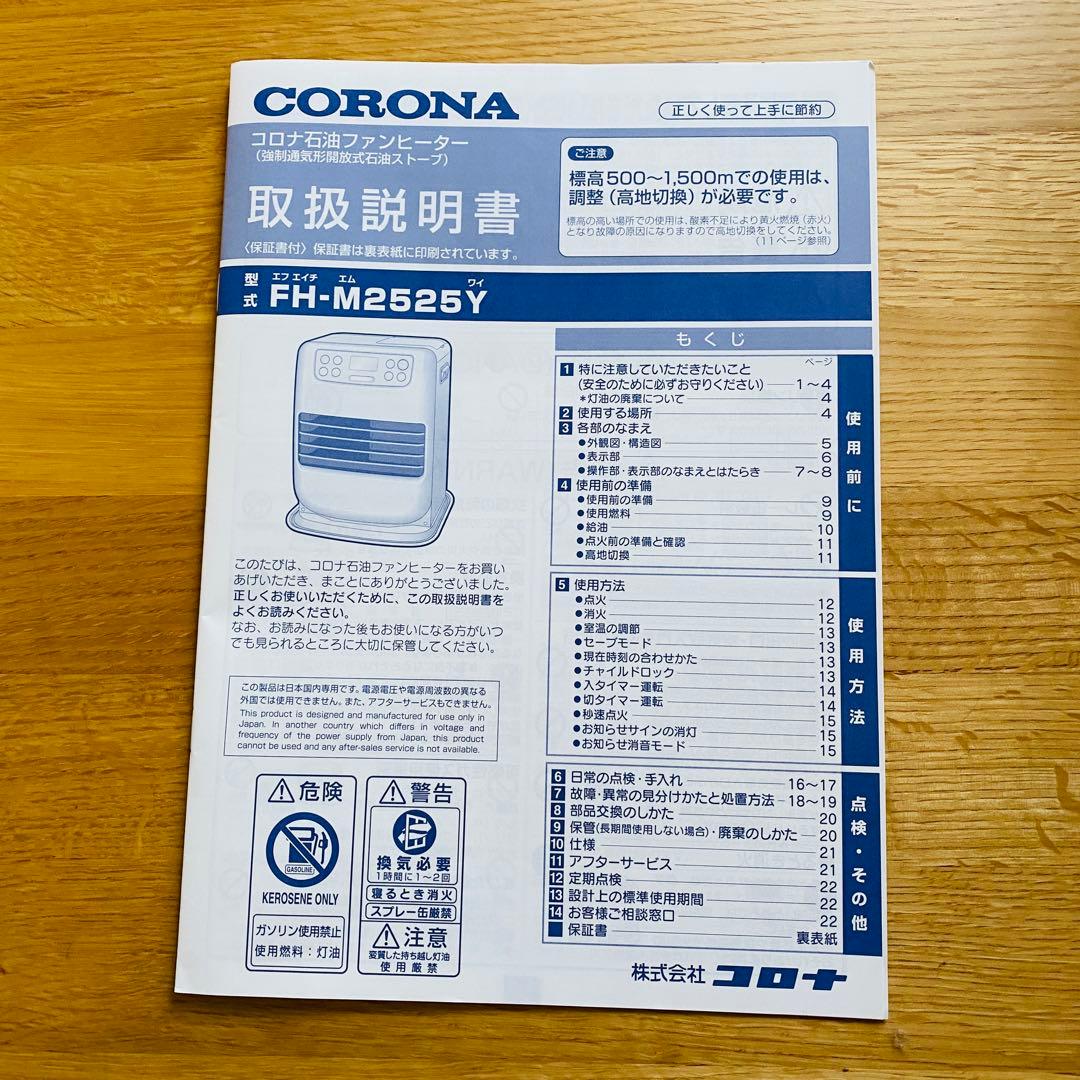 CORONA
正しく使って上手に節約
コロナ石油ファンヒーター
(強制通気形開放式石油ストーブ)
取扱説明書
〈保証書付〉保証書は裏表紙に印刷されています。
ご注意
標高500〜1,500mでの使用は、
調整(高地切換)が必要です。
標高の高い場所での使用は、酸素不足により黄火燃焼(赤火)
となり故障の原因になりますので高地切換をしてください。
(11ページ参照)
型式 FH-M2525Y
エフ エイチ エム ワイ
もくじ
ページ
1 特に注意していただきたいこと
(安全のために必ずお守りください) 1〜4
*灯油の廃棄について 4
2 使用する場所 4
3 各部のなまえ
●外観図・構造図 5
●表示部 6
●操作部・表示部のなまえとはたらき 7〜8
4 使用前の準備
●使用前の準備 9
●使用燃料 9
●給油 10
●点火前の準備と確認 11
●高地切換 11
使用前に
5 使用方法
●点火 12
●消火 12
●室温の調節 13
●セーブモード 13
●現在時刻の合わせかた 13
●チャイルドロック 13
●入タイマー運転 14
●切タイマー運転 14
●秒速点火 15
●お知らせサインの消灯 15
●お知らせ消音モード 15
使用方法
6 日常の点検・手入れ 16〜17
7 故障・異常の見分けかたと処置方法 18〜19
8 部品交換のしかた 20
9 保管(長期間使用しない場合)・廃棄のしかた 20
10 仕様 21
11 アフターサービス 21
12 定期点検 22
13 設計上の標準使用期間 22
14 お客様ご相談窓口 22
■ 保証書 裏表紙
点検・その他
このたびは、コロナ石油ファンヒーターをお買い
あげいただき、まことにありがとうございました。
正しくお使いいただくために、この取扱説明書を
よくお読みください。
なお、お読みになった後もお使いになる方がいつ
でも見られるところに大切に保管してください。
この製品は日本国内専用です。電源電圧や電源周波数の異なる
外国では使用できません。また、アフターサービスもできません。
This product is designed and manufactured for use only in
Japan. In another country which differs in voltage and
frequency of the power supply from Japan, this product
cannot be used and any after-sales service is not available.
危険
GASOLINE
KEROSENE ONLY
ガソリン使用禁止
使用燃料:灯油
警告
換気必要
1時間に1〜2回
寝るとき消火
スプレー缶厳禁
注意
変質した持ち越し灯油
使用厳禁
株式会社 コロナ